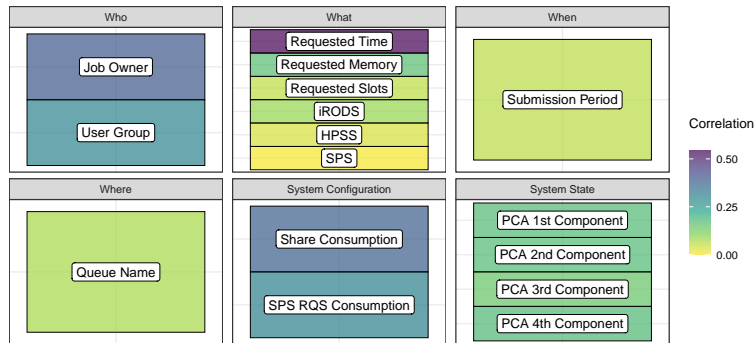 Who
Job Owner
User Group
What
Requested Time
Requested Memory
Requested Slots
iRODS
HPSS
SPS
When
Submission Period
Where
Queue Name
System Configuration
Share Consumption
SPS RQS Consumption
System State
PCA 1st Component
PCA 2nd Component
PCA 3rd Component
PCA 4th Component
Correlation
0.50
0.25
0.00